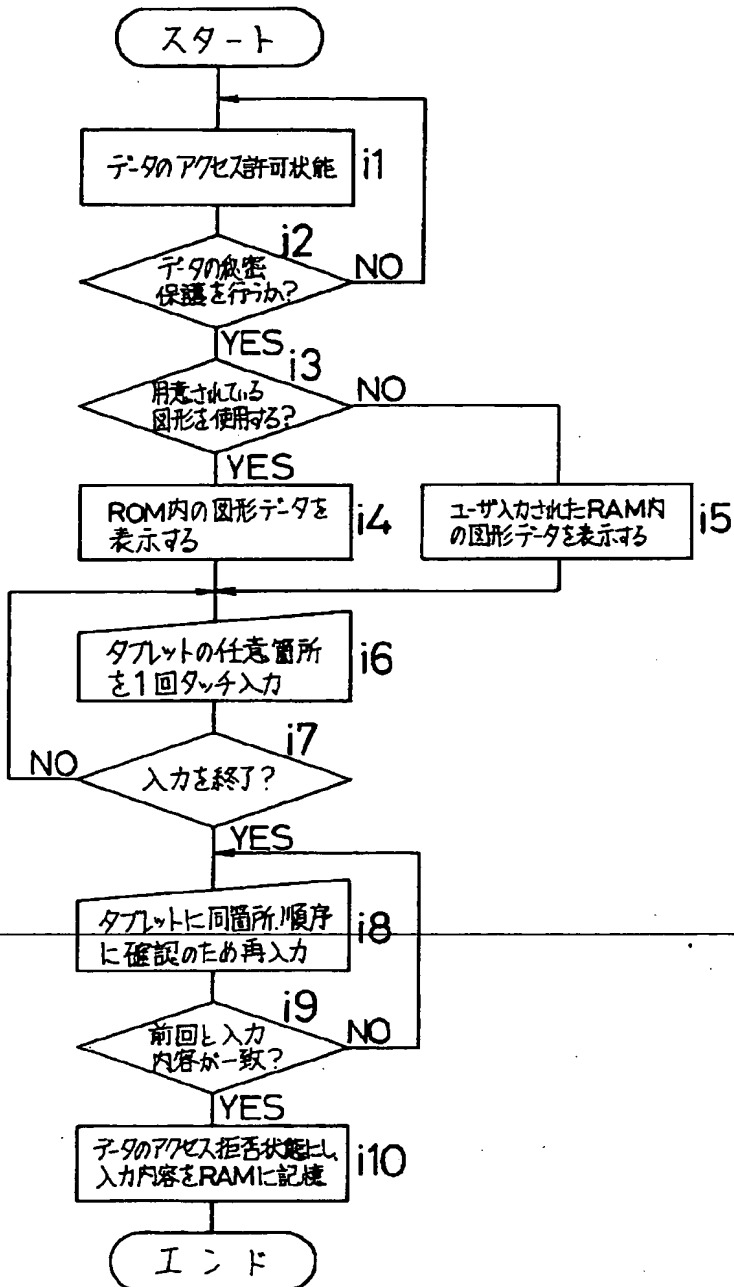 スタート
データのアクセス許可状態
i1
i2
データの秘密
保護を行うか?
NO
YES
i3
用意されている
図形を使用する?
NO
YES
ROM内の図形データを
表示する
i4
ユーザ入力されたRAM内
の図形データを表示する
i5
タブレットの任意箇所
を1回タッチ入力
i6
i7
NO
入力を終了?
YES
タブレットに同箇所、順序
に確認のため再入力
i8
i9
前回と入力
内容が一致?
NO
YES
データのアクセス拒否状態にし、
入力内容をRAMに記憶
i10
エンド